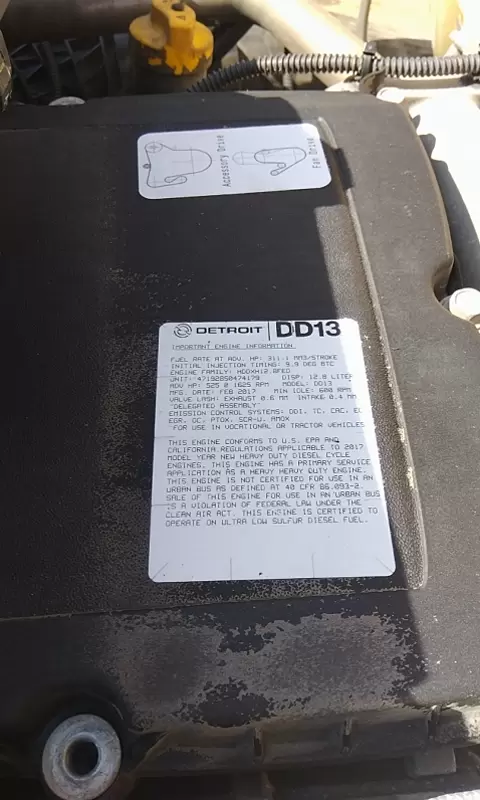 Accessory Drive
Fan Drive
DETROIT DD13
IMPORTANT ENGINE INFORMATION
FUEL RATE AT ADV. HP: 311.1 MM3/STROKE
INITIAL INJECTION TIMING: 9.9 DEG BTC
ENGINE FAMILY: HDDXH12.8FED
UNIT: 471928S0474179 DISP: 12.8 LITER
ADV HP: 525 @ 1625 RPM MODEL: DD13
MFG. DATE: FEB 2017 MIN IDLE: 600 RPM
VALVE LASH: EXHAUST 0.6 MM INTAKE 0.4 MM
"DELEGATED ASSEMBLY"
EMISSION CONTROL SYSTEMS: DDI, TC, CAC, EC
EGR, OC, PTOX, SCR-U, AMOX
FOR USE IN VOCATIONAL OR TRACTOR VEHICLES
THIS ENGINE CONFORMS TO U.S. EPA AND
CALIFORNIA REGULATIONS APPLICABLE TO 2017
MODEL YEAR NEW HEAVY DUTY DIESEL CYCLE
ENGINES. THIS ENGINE HAS A PRIMARY SERVICE
APPLICATION AS A HEAVY HEAVY DUTY ENGINE.
THIS ENGINE IS NOT CERTIFIED FOR USE IN AN
URBAN BUS AS DEFINED AT 40 CFR 86.093-2.
SALE OF THIS ENGINE FOR USE IN AN URBAN BUS
IS A VIOLATION OF FEDERAL LAW UNDER THE
CLEAN AIR ACT. THIS ENGINE IS CERTIFIED TO
OPERATE ON ULTRA LOW SULFUR DIESEL FUEL.